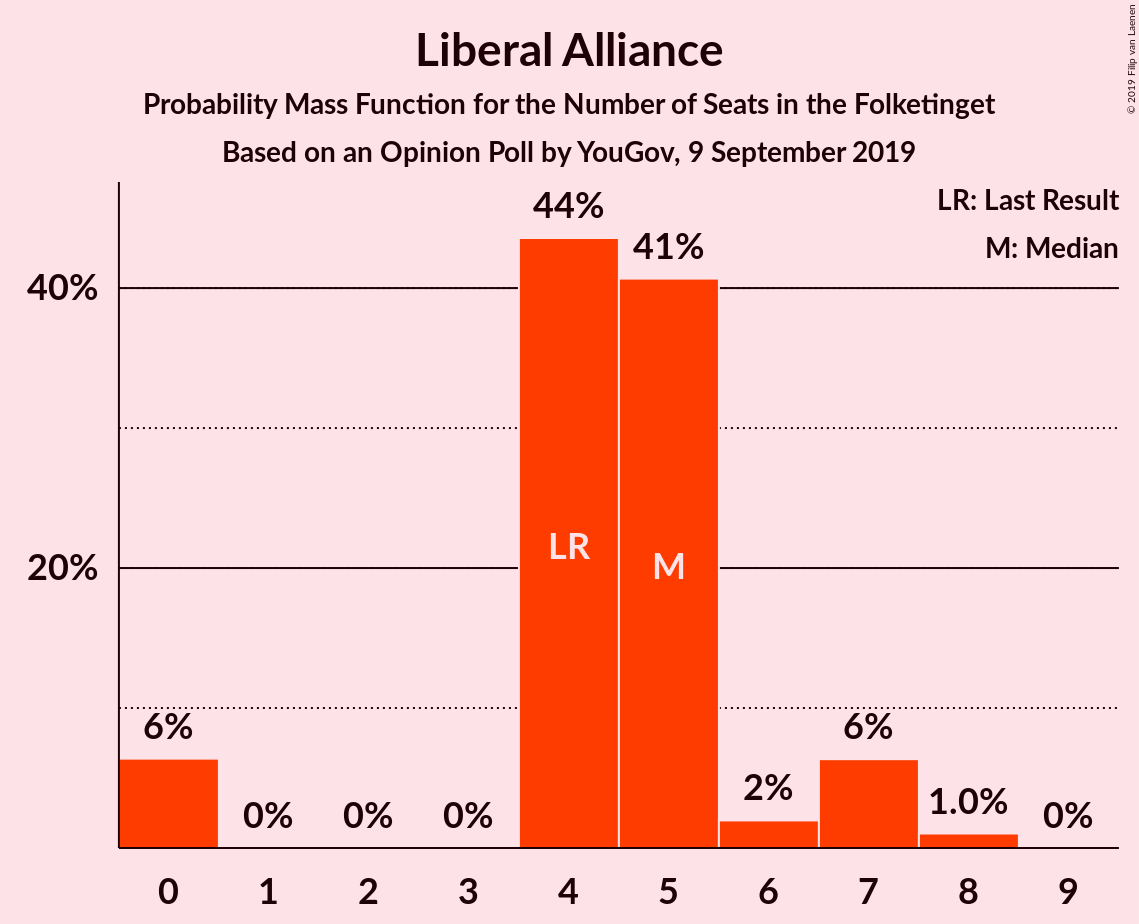 Liberal Alliance
Probability Mass Function for the Number of Seats in the Folketinget
Based on an Opinion Poll by YouGov, 9 September 2019
© 2019 Filip van Laenen
LR: Last Result
M: Median
40%
20%
6%
0%
0%
0%
44%
41%
2%
6%
1.0%
0%
LR
M
0 1 2 3 4 5 6 7 8 9